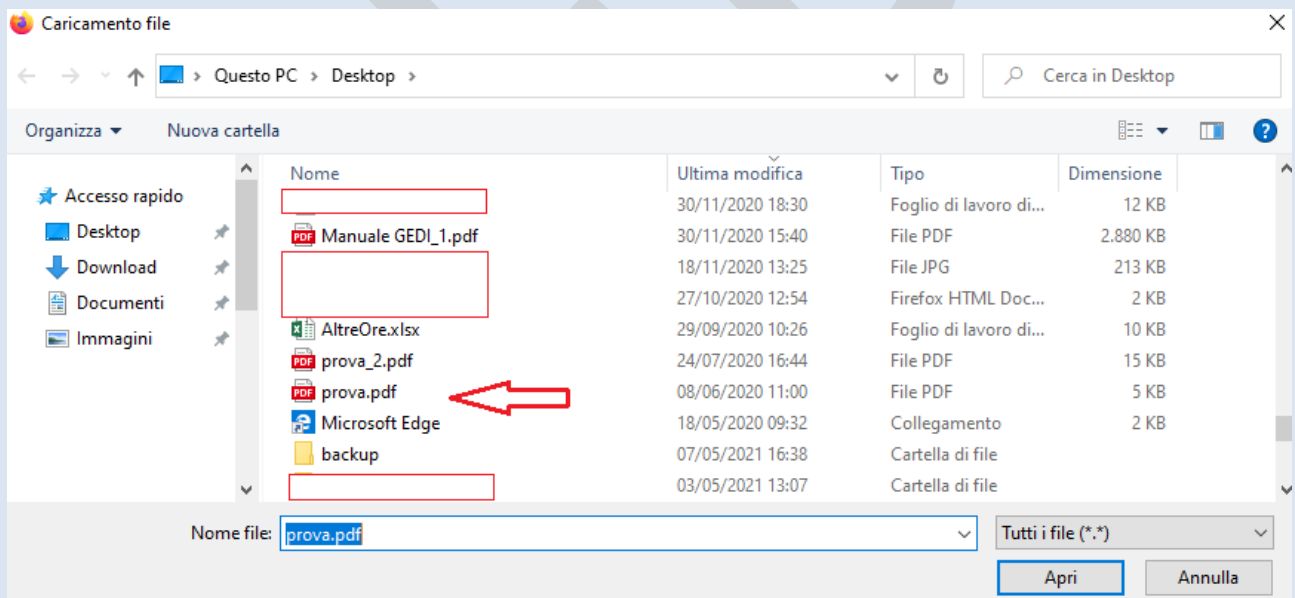 Caricamento file
Questo PC > Desktop >
Cerca in Desktop
Organizza
Nuova cartella
?
Accesso rapido
Desktop
Download
Documenti
Immagini
Nome Ultima modifica Tipo Dimensione
30/11/2020 18:30 Foglio di lavoro di... 12 KB
PDF Manuale GEDI_1.pdf 30/11/2020 15:40 File PDF 2.880 KB
18/11/2020 13:25 File JPG 213 KB
27/10/2020 12:54 Firefox HTML Doc... 2 KB
AltreOre.xlsx 29/09/2020 10:26 Foglio di lavoro di... 10 KB
PDF prova_2.pdf 24/07/2020 16:44 File PDF 15 KB
PDF prova.pdf 08/06/2020 11:00 File PDF 5 KB
Microsoft Edge 18/05/2020 09:32 Collegamento 2 KB
backup 07/05/2021 16:38 Cartella di file
03/05/2021 13:07 Cartella di file
Nome file: prova.pdf
Tutti i file (*.*)
Apri
Annulla